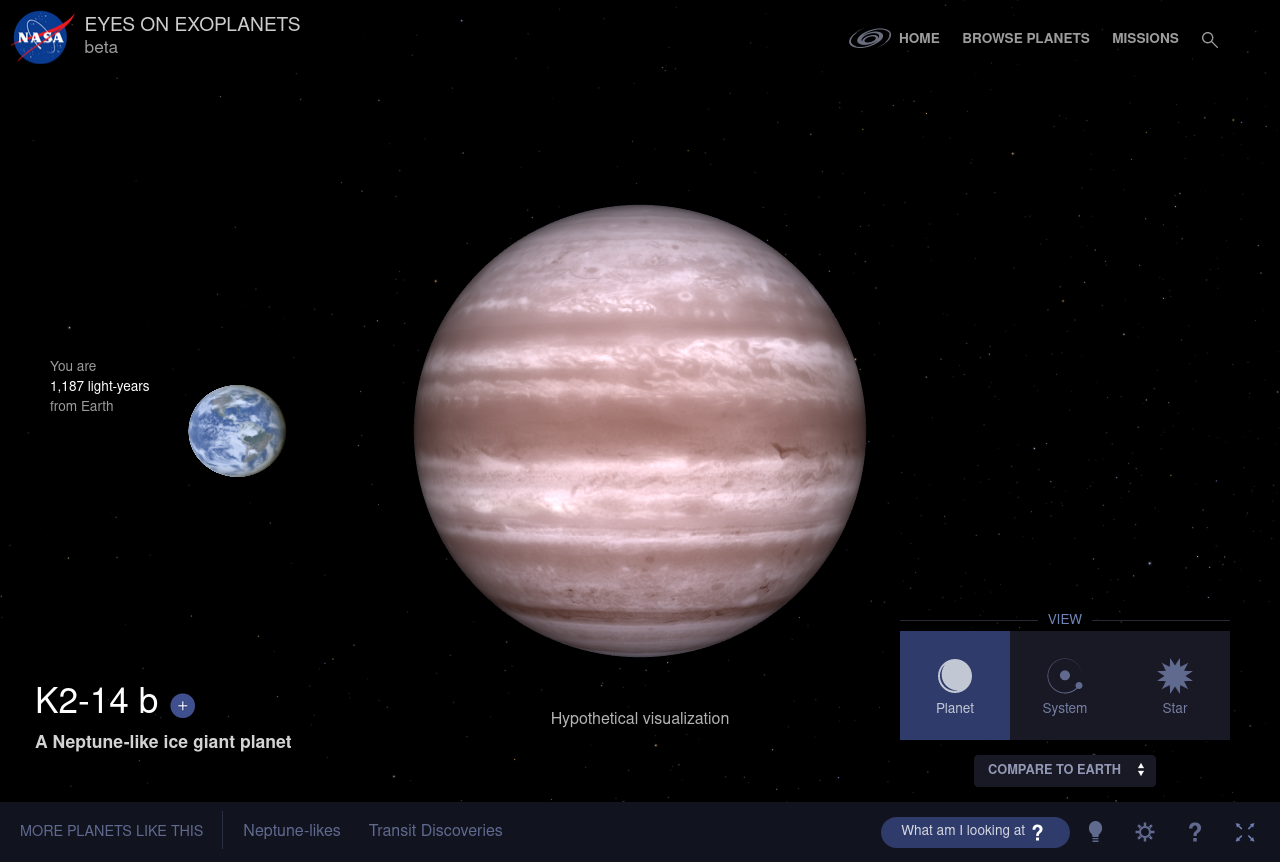 NASA
EYES ON EXOPLANETS
beta
HOME
BROWSE PLANETS
MISSIONS
You are
1,187 light-years
from Earth
VIEW
Planet
System
Star
COMPARE TO EARTH
K2-14 b +
A Neptune-like ice giant planet
Hypothetical visualization
MORE PLANETS LIKE THIS
Neptune-likes
Transit Discoveries
What am I looking at ?
?